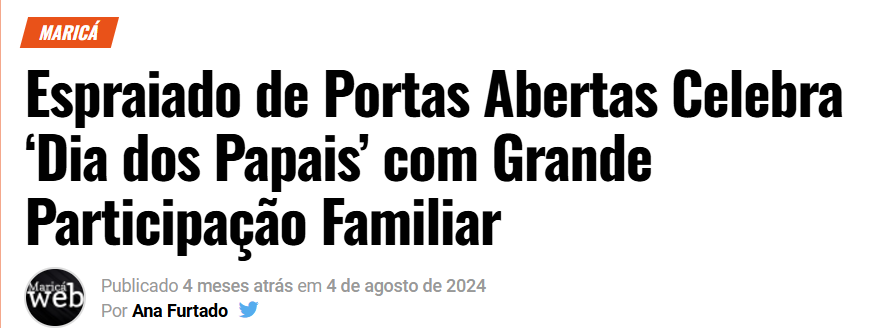 MARICÁ
Espraiado de Portas Abertas Celebra
‘Dia dos Papais’ com Grande
Participação Familiar
Maricá
web
Publicado 4 meses atrás em 4 de agosto de 2024
Por Ana Furtado